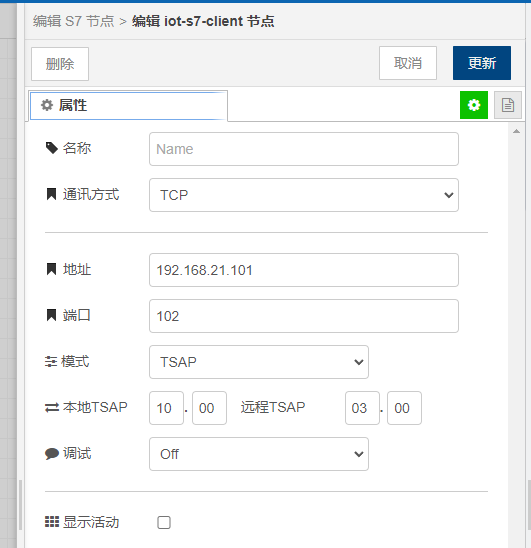 编辑 S7 节点 > 编辑 iot-s7-client 节点
删除 取消 更新
属性
名称 Name
通讯方式 TCP
地址 192.168.21.101
端口 102
模式 TSAP
本地TSAP 10 . 00 远程TSAP 03 . 00
调试 Off
显示活动